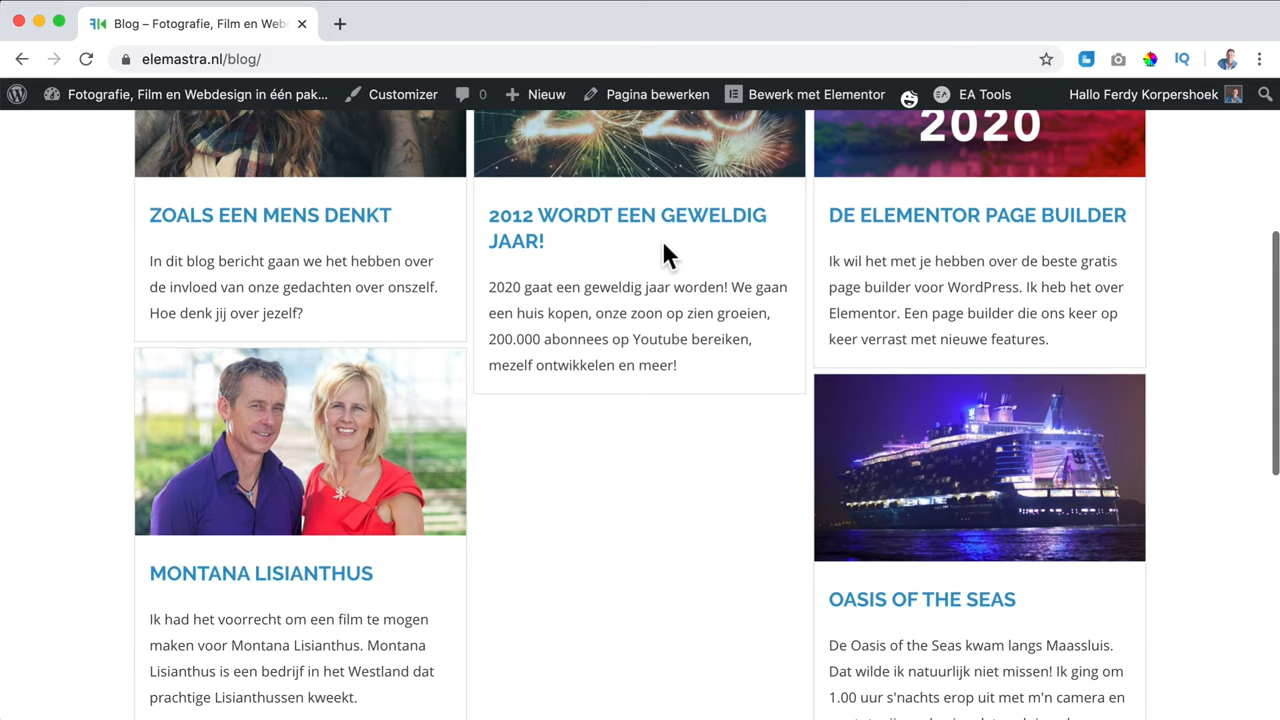 Blog – Fotografie, Film en Web
elemastra.nl/blog/
IQ
Fotografie, Film en Webdesign in één pak...
Customizer
0
Nieuw
Pagina bewerken
Bewerk met Elementor
EA Tools
Hallo Ferdy Korpershoek
2020
ZOALS EEN MENS DENKT
In dit blog bericht gaan we het hebben over
de invloed van onze gedachten over onszelf.
Hoe denk jij over jezelf?
2012 WORDT EEN GEWELDIG
JAAR!
2020 gaat een geweldig jaar worden! We gaan
een huis kopen, onze zoon op zien groeien,
200.000 abonnees op Youtube bereiken,
mezelf ontwikkelen en meer!
DE ELEMENTOR PAGE BUILDER
Ik wil het met je hebben over de beste gratis
page builder voor WordPress. Ik heb het over
Elementor. Een page builder die ons keer op
keer verrast met nieuwe features.
MONTANA LISIANTHUS
Ik had het voorrecht om een film te mogen
maken voor Montana Lisianthus. Montana
Lisianthus is een bedrijf in het Westland dat
prachtige Lisianthussen kweekt.
OASIS OF THE SEAS
De Oasis of the Seas kwam langs Maassluis.
Dat wilde ik natuurlijk niet missen! Ik ging om
1.00 uur s'nachts erop uit met m'n camera en